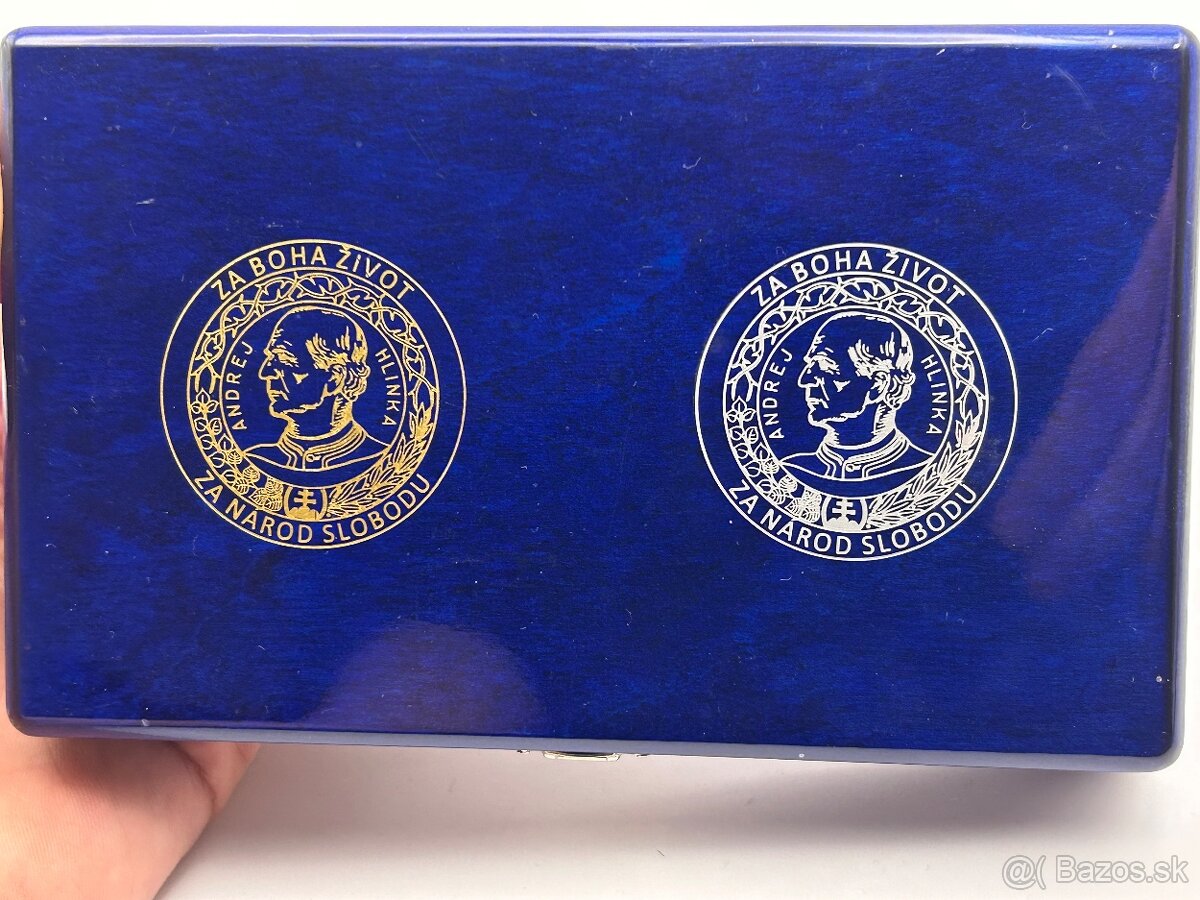 ZA BOHA ŽIVOT
ANDREJ HLINKA
ZA NÁROD SLOBODU
ZA BOHA ŽIVOT
ANDREJ HLINKA
ZA NÁROD SLOBODU
@( Bazos.sk